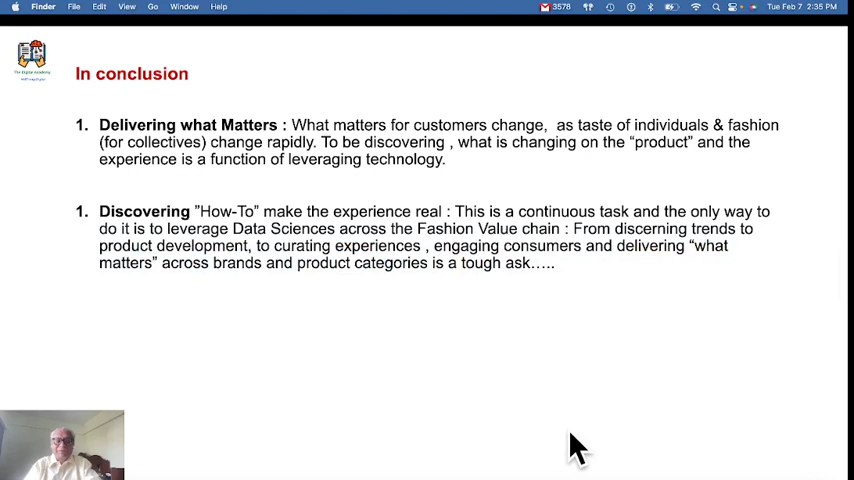 Finder File Edit View Go Window Help 3578 Tue Feb 7 2:35 PM
The Digital Academy
In conclusion
1. Delivering what Matters : What matters for customers change, as taste of individuals & fashion
(for collectives) change rapidly. To be discovering , what is changing on the “product” and the
experience is a function of leveraging technology.
1. Discovering ”How-To” make the experience real : This is a continuous task and the only way to
do it is to leverage Data Sciences across the Fashion Value chain : From discerning trends to
product development, to curating experiences , engaging consumers and delivering “what
matters” across brands and product categories is a tough ask…..